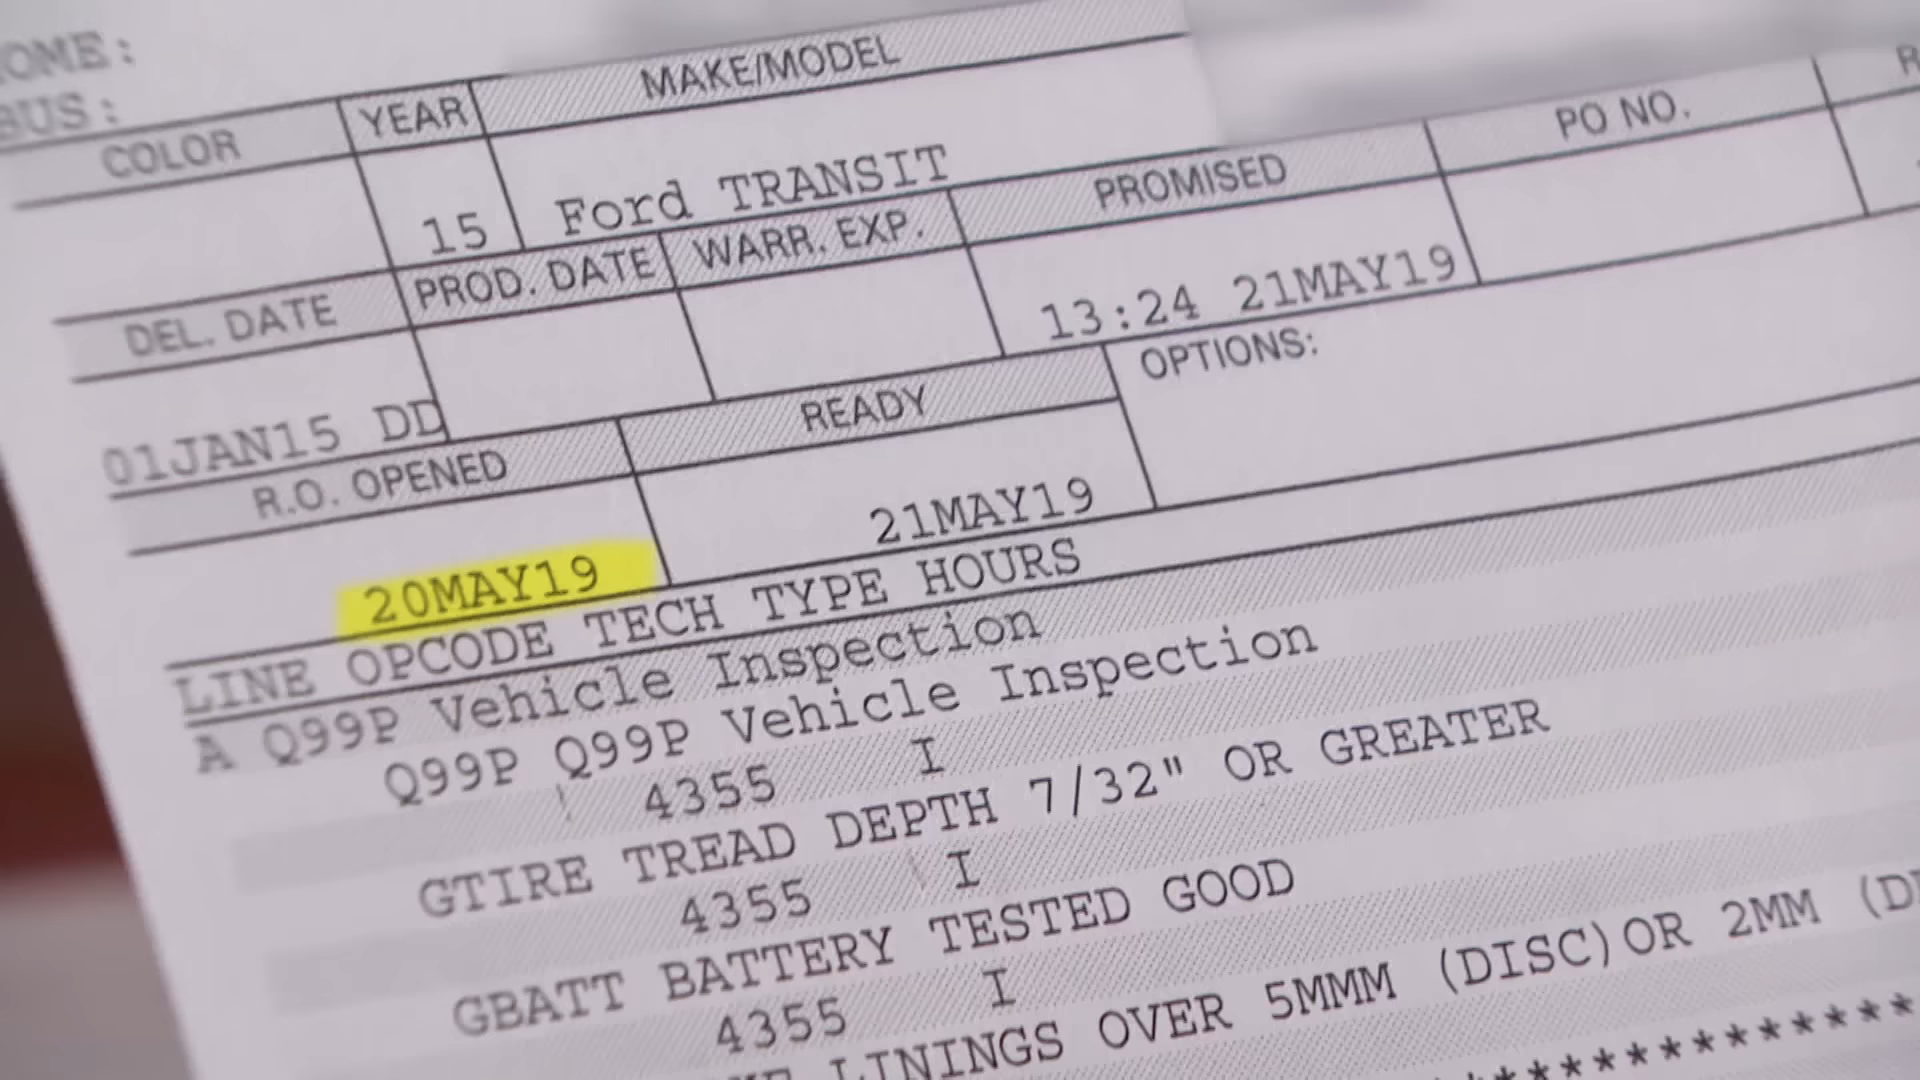 OME:
BUS:
COLOR YEAR MAKE/MODEL
15 Ford TRANSIT
DEL. DATE PROD. DATE WARR. EXP. PROMISED PO NO. R
01JAN15 DD 13:24 21MAY19
R.O. OPENED READY OPTIONS:
20MAY19 21MAY19
LINE OPCODE TECH TYPE HOURS
A Q99P Vehicle Inspection
Q99P Q99P Vehicle Inspection
4355 I
GTIRE TREAD DEPTH 7/32" OR GREATER
4355 I
GBATT BATTERY TESTED GOOD
4355 I
LININGS OVER 5MMM (DISC)OR 2MM (D
************